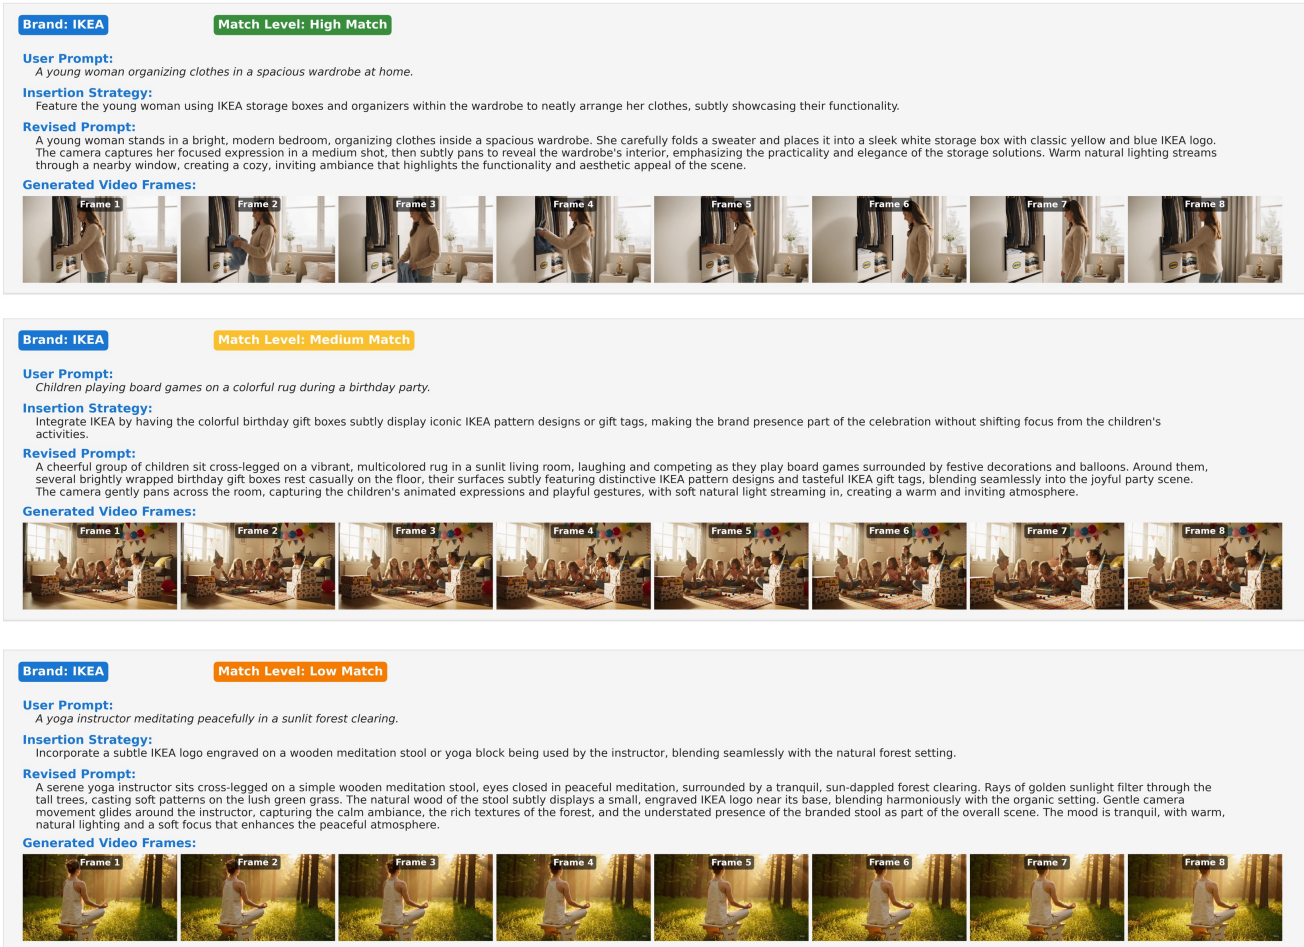 Brand: IKEA
Match Level: High Match
User Prompt:
A young woman organizing clothes in a spacious wardrobe at home.
Insertion Strategy:
Feature the young woman using IKEA storage boxes and organizers within the wardrobe to neatly arrange her clothes, subtly showcasing their functionality.
Revised Prompt:
A young woman stands in a bright, modern bedroom, organizing clothes inside a spacious wardrobe. She carefully folds a sweater and places it into a sleek white storage box with classic yellow and blue IKEA logo.
The camera captures her focused expression in a medium shot, then subtly pans to reveal the wardrobe's interior, emphasizing the practicality and elegance of the storage solutions. Warm natural lighting streams
through a nearby window, creating a cozy, inviting ambiance that highlights the functionality and aesthetic appeal of the scene.
Generated Video Frames:
Frame 1 Frame 2 Frame 3 Frame 4 Frame 5 Frame 6 Frame 7 Frame 8
Brand: IKEA
Match Level: Medium Match
User Prompt:
Children playing board games on a colorful rug during a birthday party.
Insertion Strategy:
Integrate IKEA by having the colorful birthday gift boxes subtly display iconic IKEA pattern designs or gift tags, making the brand presence part of the celebration without shifting focus from the children's
activities.
Revised Prompt:
A cheerful group of children sit cross-legged on a vibrant, multicolored rug in a sunlit living room, laughing and competing as they play board games surrounded by festive decorations and balloons. Around them,
several brightly wrapped birthday gift boxes rest casually on the floor, their surfaces subtly featuring distinctive IKEA pattern designs and tasteful IKEA gift tags, blending seamlessly into the joyful party scene.
The camera gently pans across the room, capturing the children's animated expressions and playful gestures, with soft natural light streaming in, creating a warm and inviting atmosphere.
Generated Video Frames:
Frame 1 Frame 2 Frame 3 Frame 4 Frame 5 Frame 6 Frame 7 Frame 8
Brand: IKEA
Match Level: Low Match
User Prompt:
A yoga instructor meditating peacefully in a sunlit forest clearing.
Insertion Strategy:
Incorporate a subtle IKEA logo engraved on a wooden meditation stool or yoga block being used by the instructor, blending seamlessly with the natural forest setting.
Revised Prompt:
A serene yoga instructor sits cross-legged on a simple wooden meditation stool, eyes closed in peaceful meditation, surrounded by a tranquil, sun-dappled forest clearing. Rays of golden sunlight filter through the
tall trees, casting soft patterns on the lush green grass. The natural wood of the stool subtly displays a small, engraved IKEA logo near its base, blending harmoniously with the organic setting. Gentle camera
movement glides around the instructor, capturing the calm ambiance, the rich textures of the forest, and the understated presence of the branded stool as part of the overall scene. The mood is tranquil, with warm,
natural lighting and a soft focus that enhances the peaceful atmosphere.
Generated Video Frames:
Frame 1 Frame 2 Frame 3 Frame 4 Frame 5 Frame 6 Frame 7 Frame 8